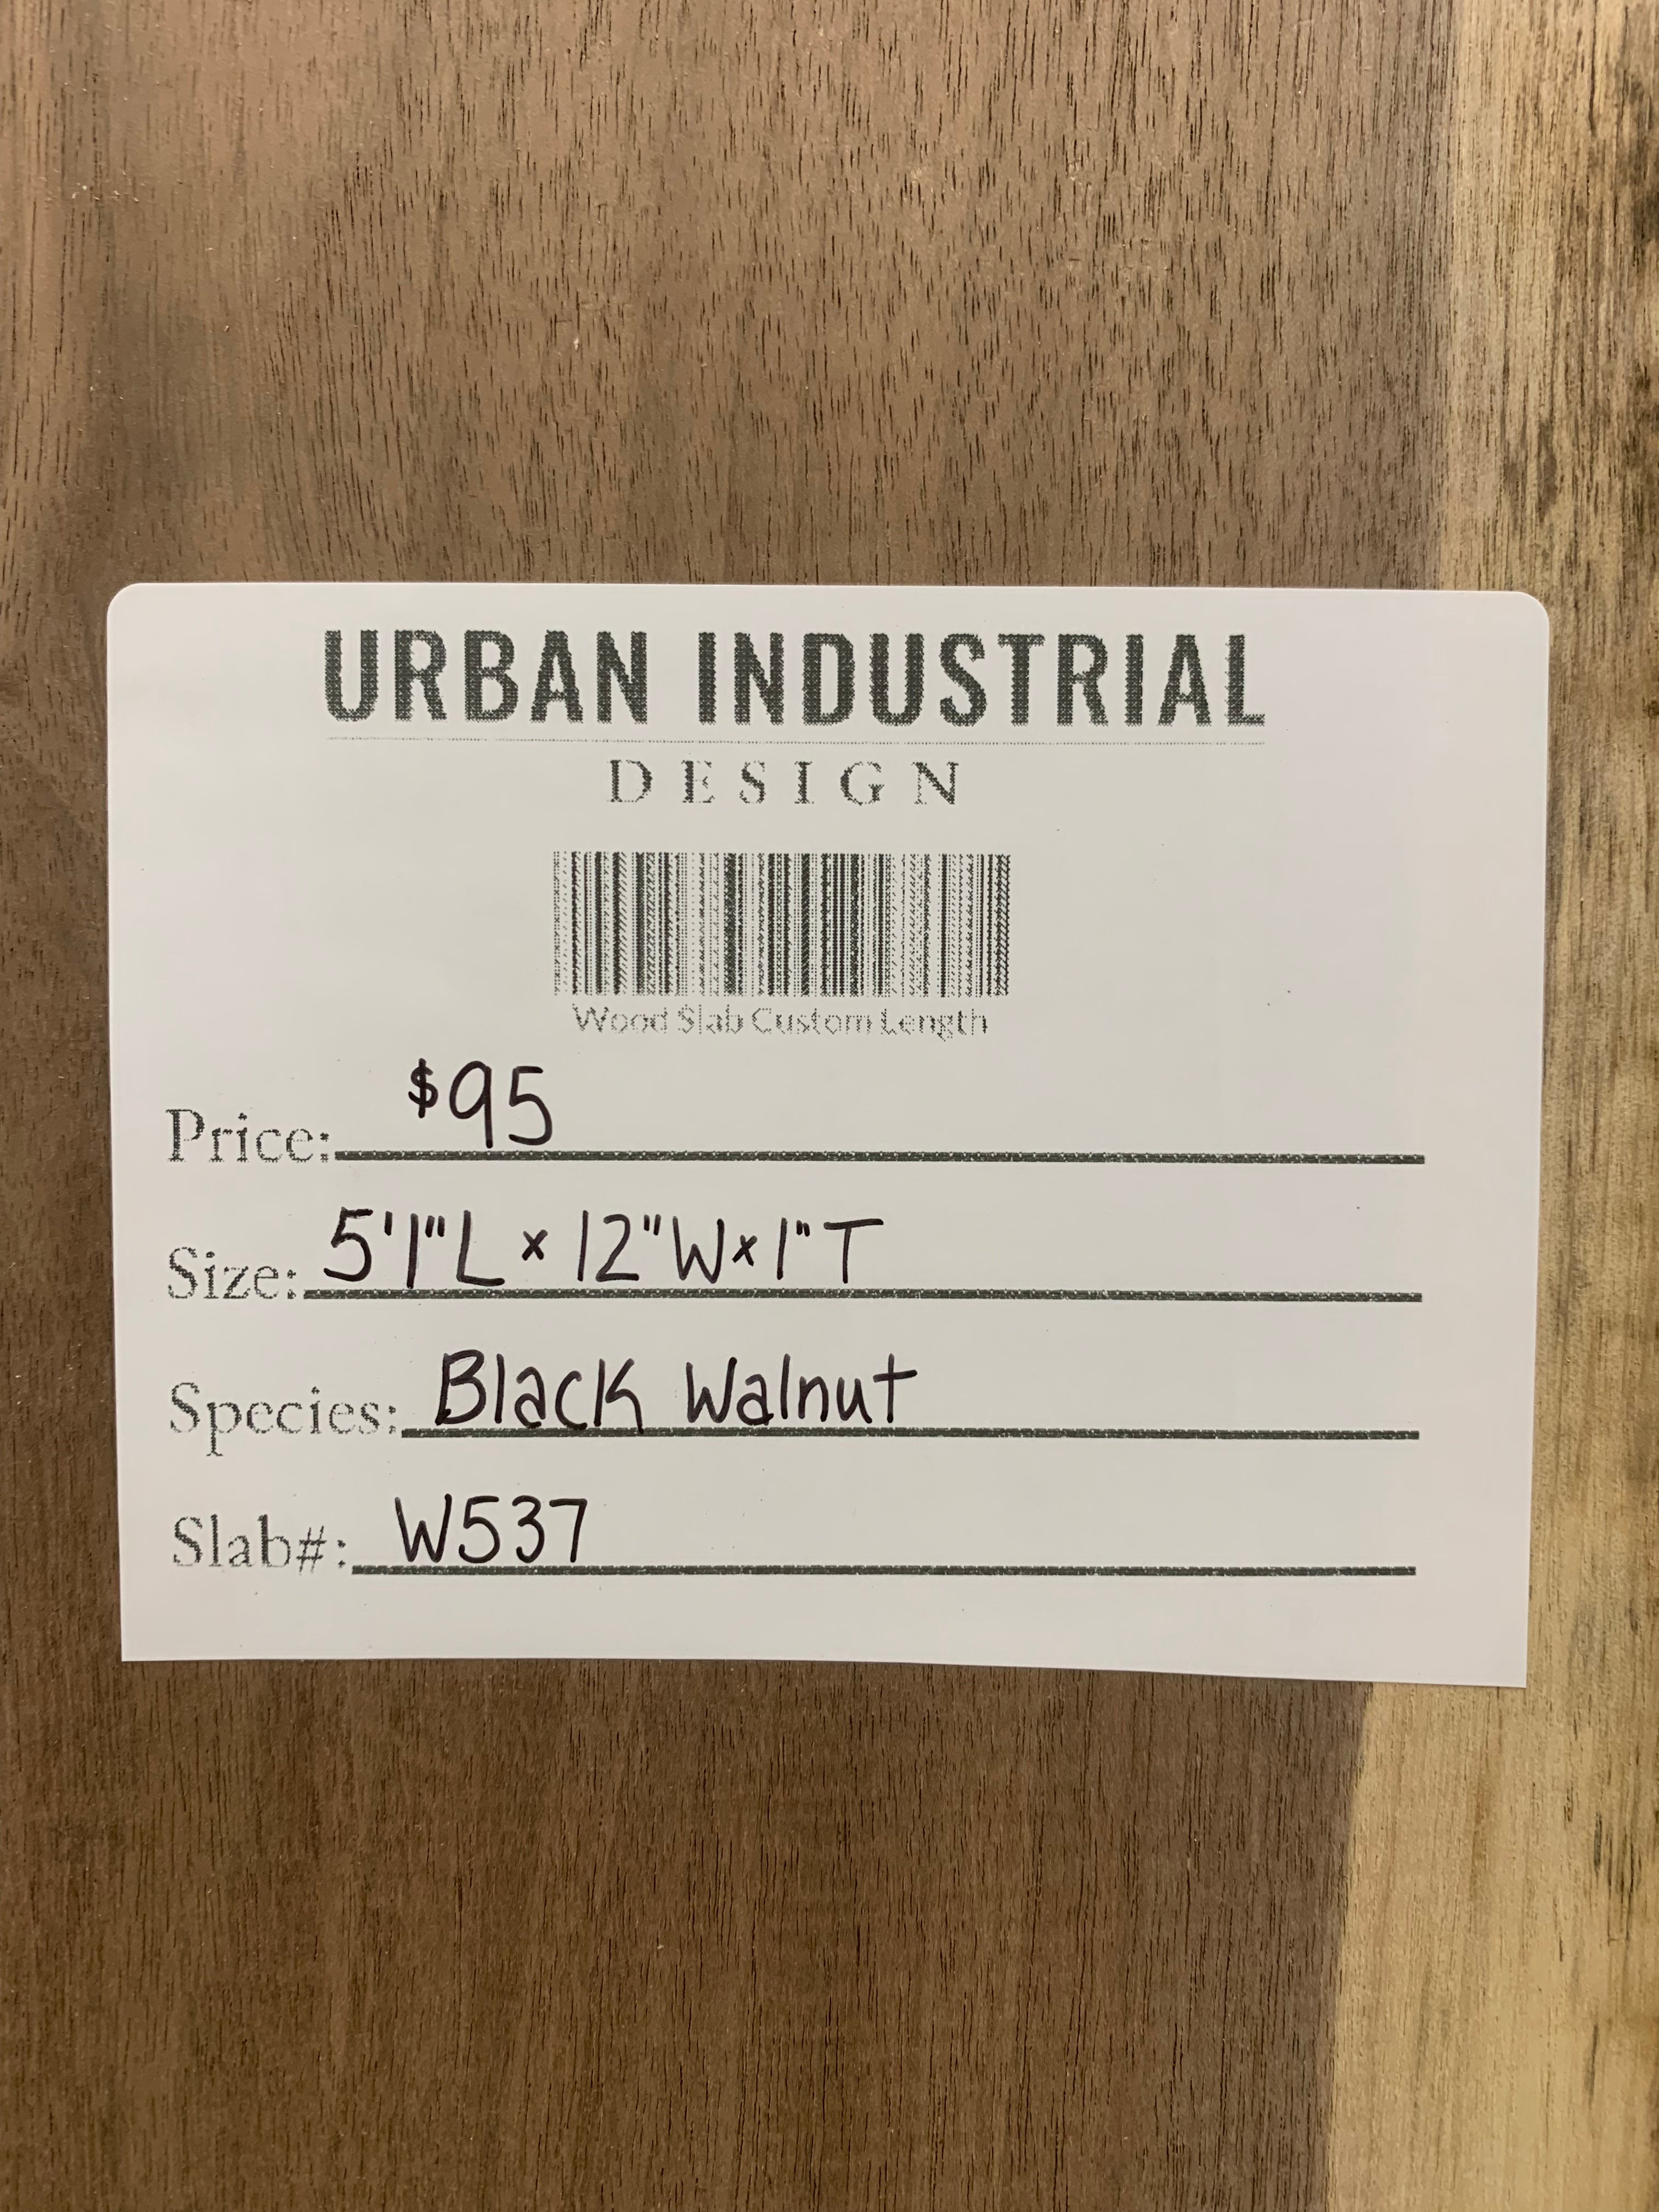 URBAN INDUSTRIAL
DESIGN
Wood Slab Custom Length
Price: $95
Size: 5'1"L x 12"W x 1"T
Species: Black Walnut
Slab#: W537